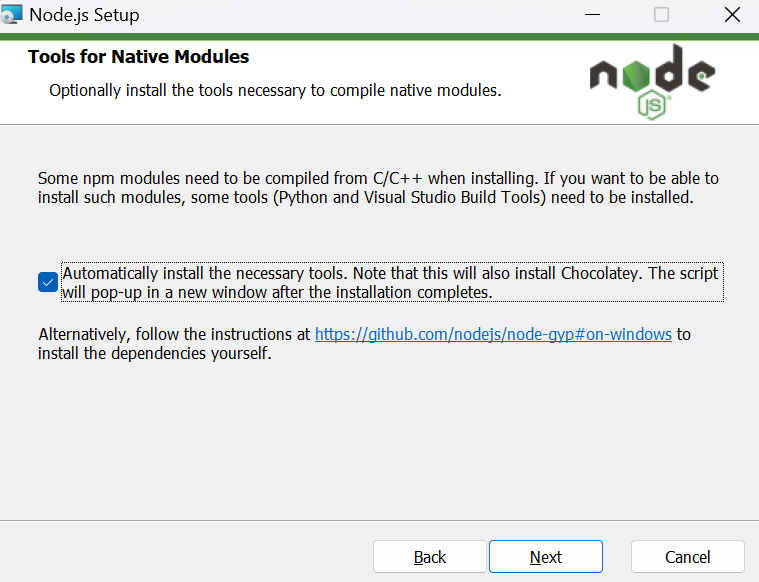 Node.js Setup
Tools for Native Modules
Optionally install the tools necessary to compile native modules.
node
JS
Some npm modules need to be compiled from C/C++ when installing. If you want to be able to
install such modules, some tools (Python and Visual Studio Build Tools) need to be installed.
Automatically install the necessary tools. Note that this will also install Chocolatey. The script
will pop-up in a new window after the installation completes.
Alternatively, follow the instructions at https://github.com/nodejs/node-gyp#on-windows to
install the dependencies yourself.
Back
Next
Cancel